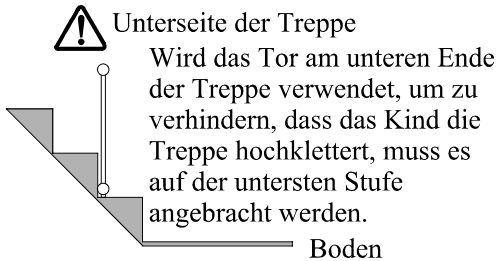 Unterseite der Treppe
Wird das Tor am unteren Ende
der Treppe verwendet, um zu
verhindern, dass das Kind die
Treppe hochklettert, muss es
auf der untersten Stufe
angebracht werden.
Boden